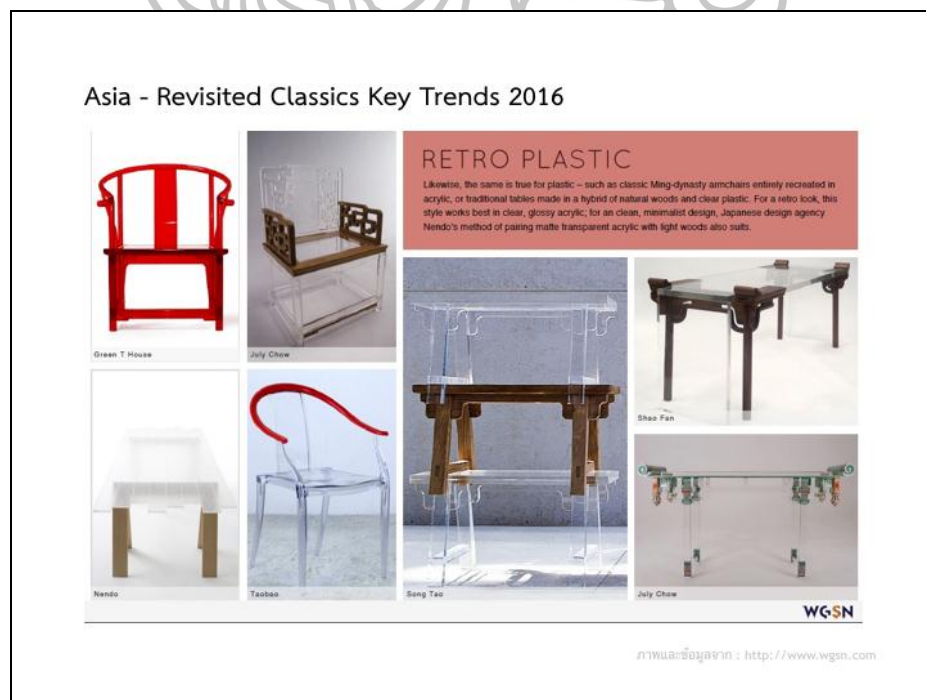 Asia - Revisited Classics Key Trends 2016
RETRO PLASTIC
Likewise, the same is true for plastic – such as classic Ming-dynasty armchairs entirely recreated in
acrylic, or traditional tables made in a hybrid of natural woods and clear plastic. For a retro look, this
style works best in clear, glossy acrylic; for an clean, minimalist design, Japanese design agency
Nendo's method of pairing matte transparent acrylic with light woods also suits.
Green T House
July Chow
Shao Fan
Nendo
Taobao
Song Tao
July Chow
WGSN
ภาพและข้อมูลจาก : http://www.wgsn.com